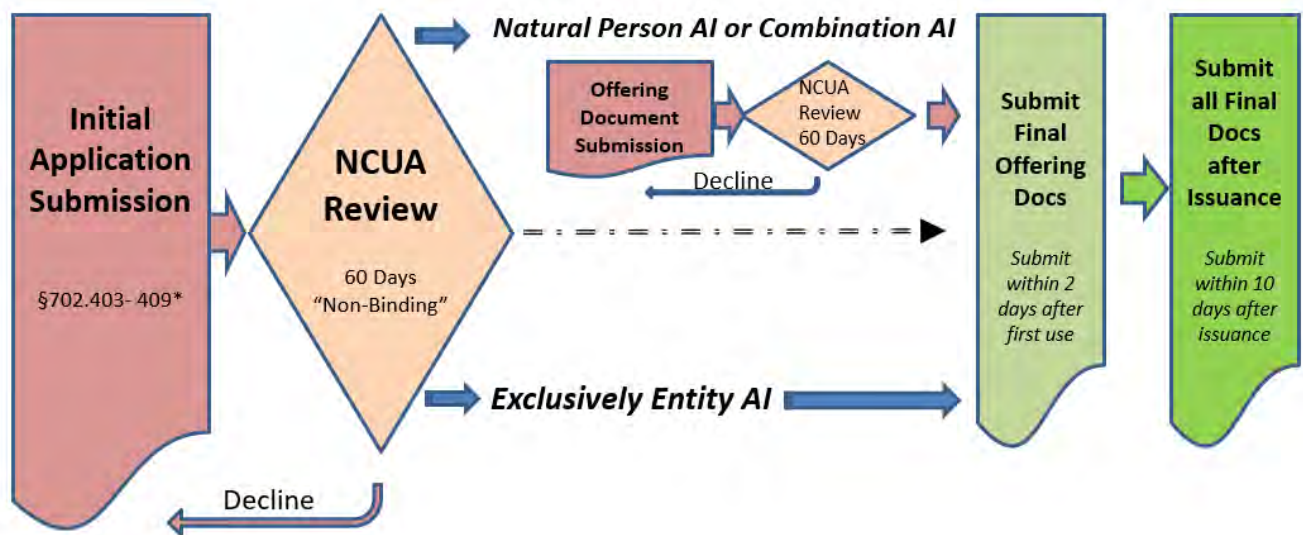 Initial
Application
Submission
§702.403- 409*
NCUA
Review
60 Days
“Non-Binding”
Decline
Natural Person AI or Combination AI
Offering
Document
Submission
NCUA
Review
60 Days
Decline
Exclusively Entity AI
Submit
Final
Offering
Docs
Submit
within 2
days after
first use
Submit
all Final
Docs
after
Issuance
Submit
within 10
days after
issuance